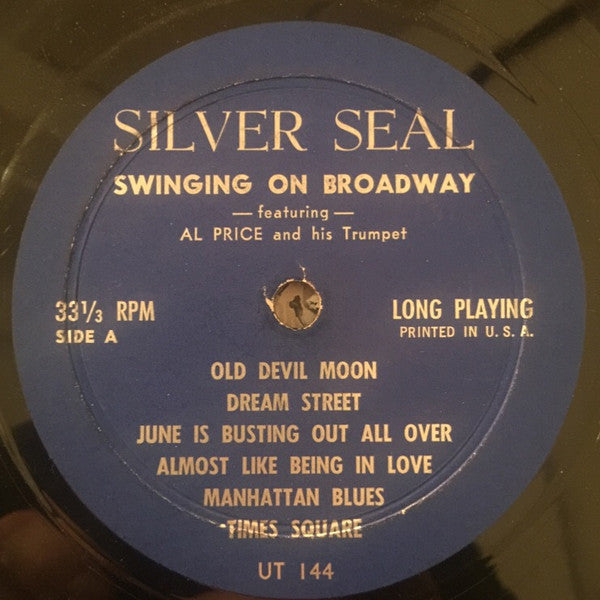 SILVER SEAL
SWINGING ON BROADWAY
— featuring —
AL PRICE and his Trumpet
33 1/3 RPM
SIDE A
LONG PLAYING
PRINTED IN U. S. A.
OLD DEVIL MOON
DREAM STREET
JUNE IS BUSTING OUT ALL OVER
ALMOST LIKE BEING IN LOVE
MANHATTAN BLUES
TIMES SQUARE
UT 144